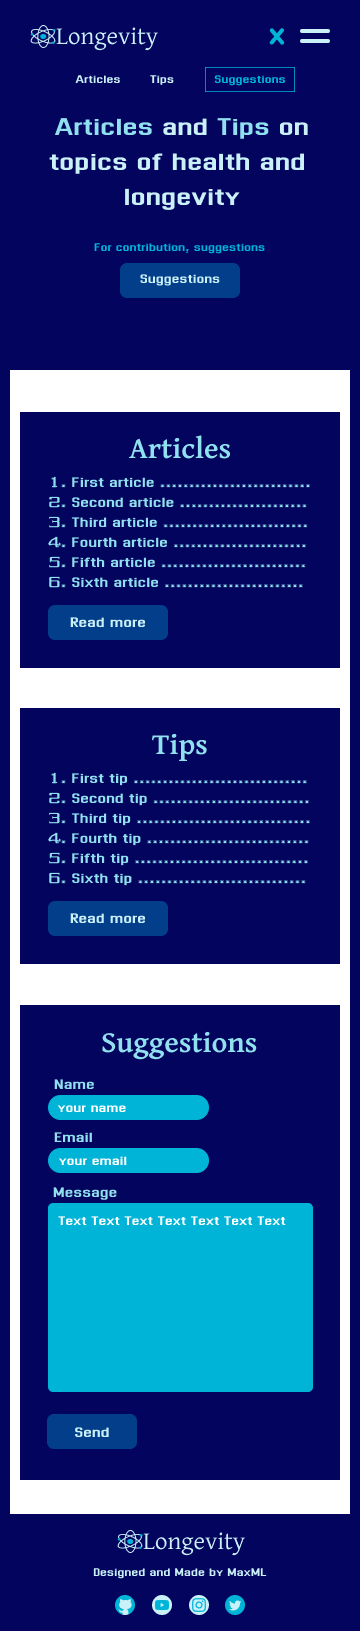 Longevity
Articles Tips Suggestions
Articles and Tips on
topics of health and
longevity
For contribution, suggestions
Suggestions
Articles
1. First article ..........................
2. Second article ......................
3. Third article .........................
4. Fourth article .......................
5. Fifth article .........................
6. Sixth article ........................
Read more
Tips
1. First tip ..............................
2. Second tip ...........................
3. Third tip ..............................
4. Fourth tip ............................
5. Fifth tip ..............................
6. Sixth tip .............................
Read more
Suggestions
Name
your name
Email
your email
Message
Text Text Text Text Text Text Text
Send
Longevity
Designed and Made by MaxML